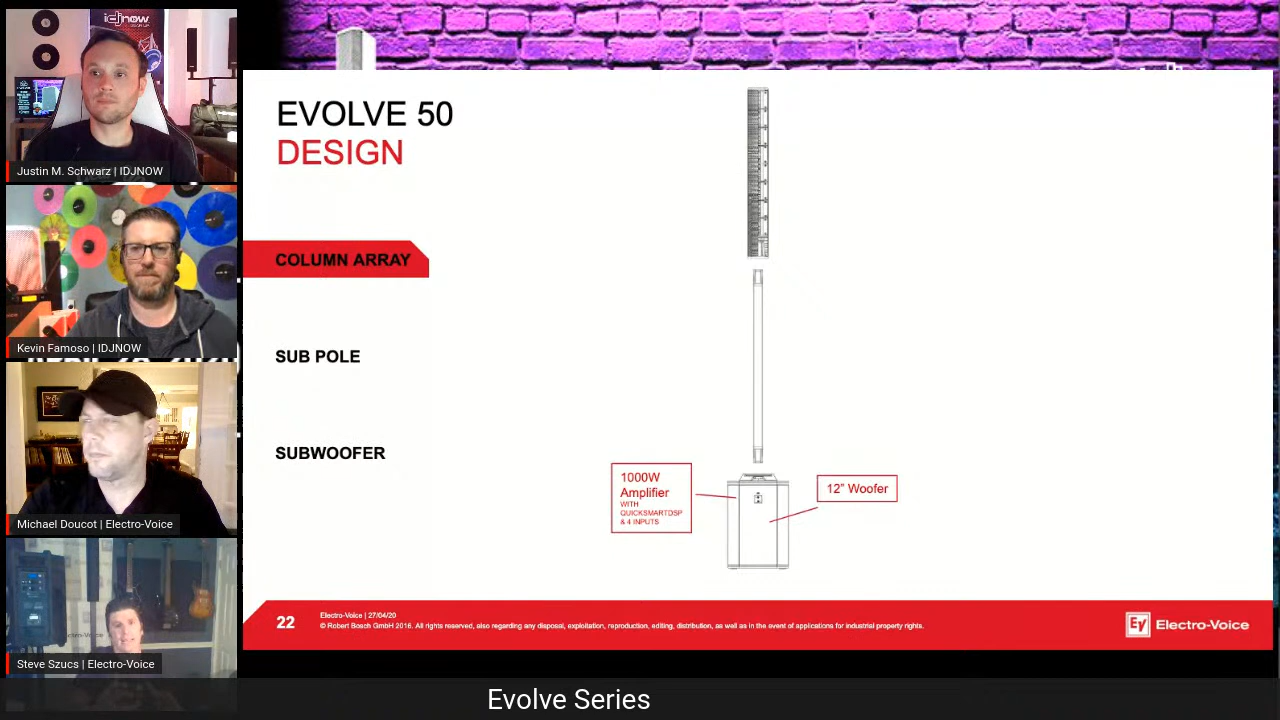 idjnow
Justin M. Schwarz | IDJNOW
Kevin Famoso | IDJNOW
Michael Doucot | Electro-Voice
Steve Szucs | Electro-Voice
EVOLVE 50
DESIGN
COLUMN ARRAY
SUB POLE
SUBWOOFER
1000W
Amplifier
WITH
QUICKSMARTDSP
& 4 INPUTS
12" Woofer
22
Electro-Voice | 27/04/20
© Robert Bosch GmbH 2016. All rights reserved, also regarding any disposal, exploitation, reproduction, editing, distribution, as well as in the event of applications for industrial property rights.
EV Electro-Voice
Evolve Series